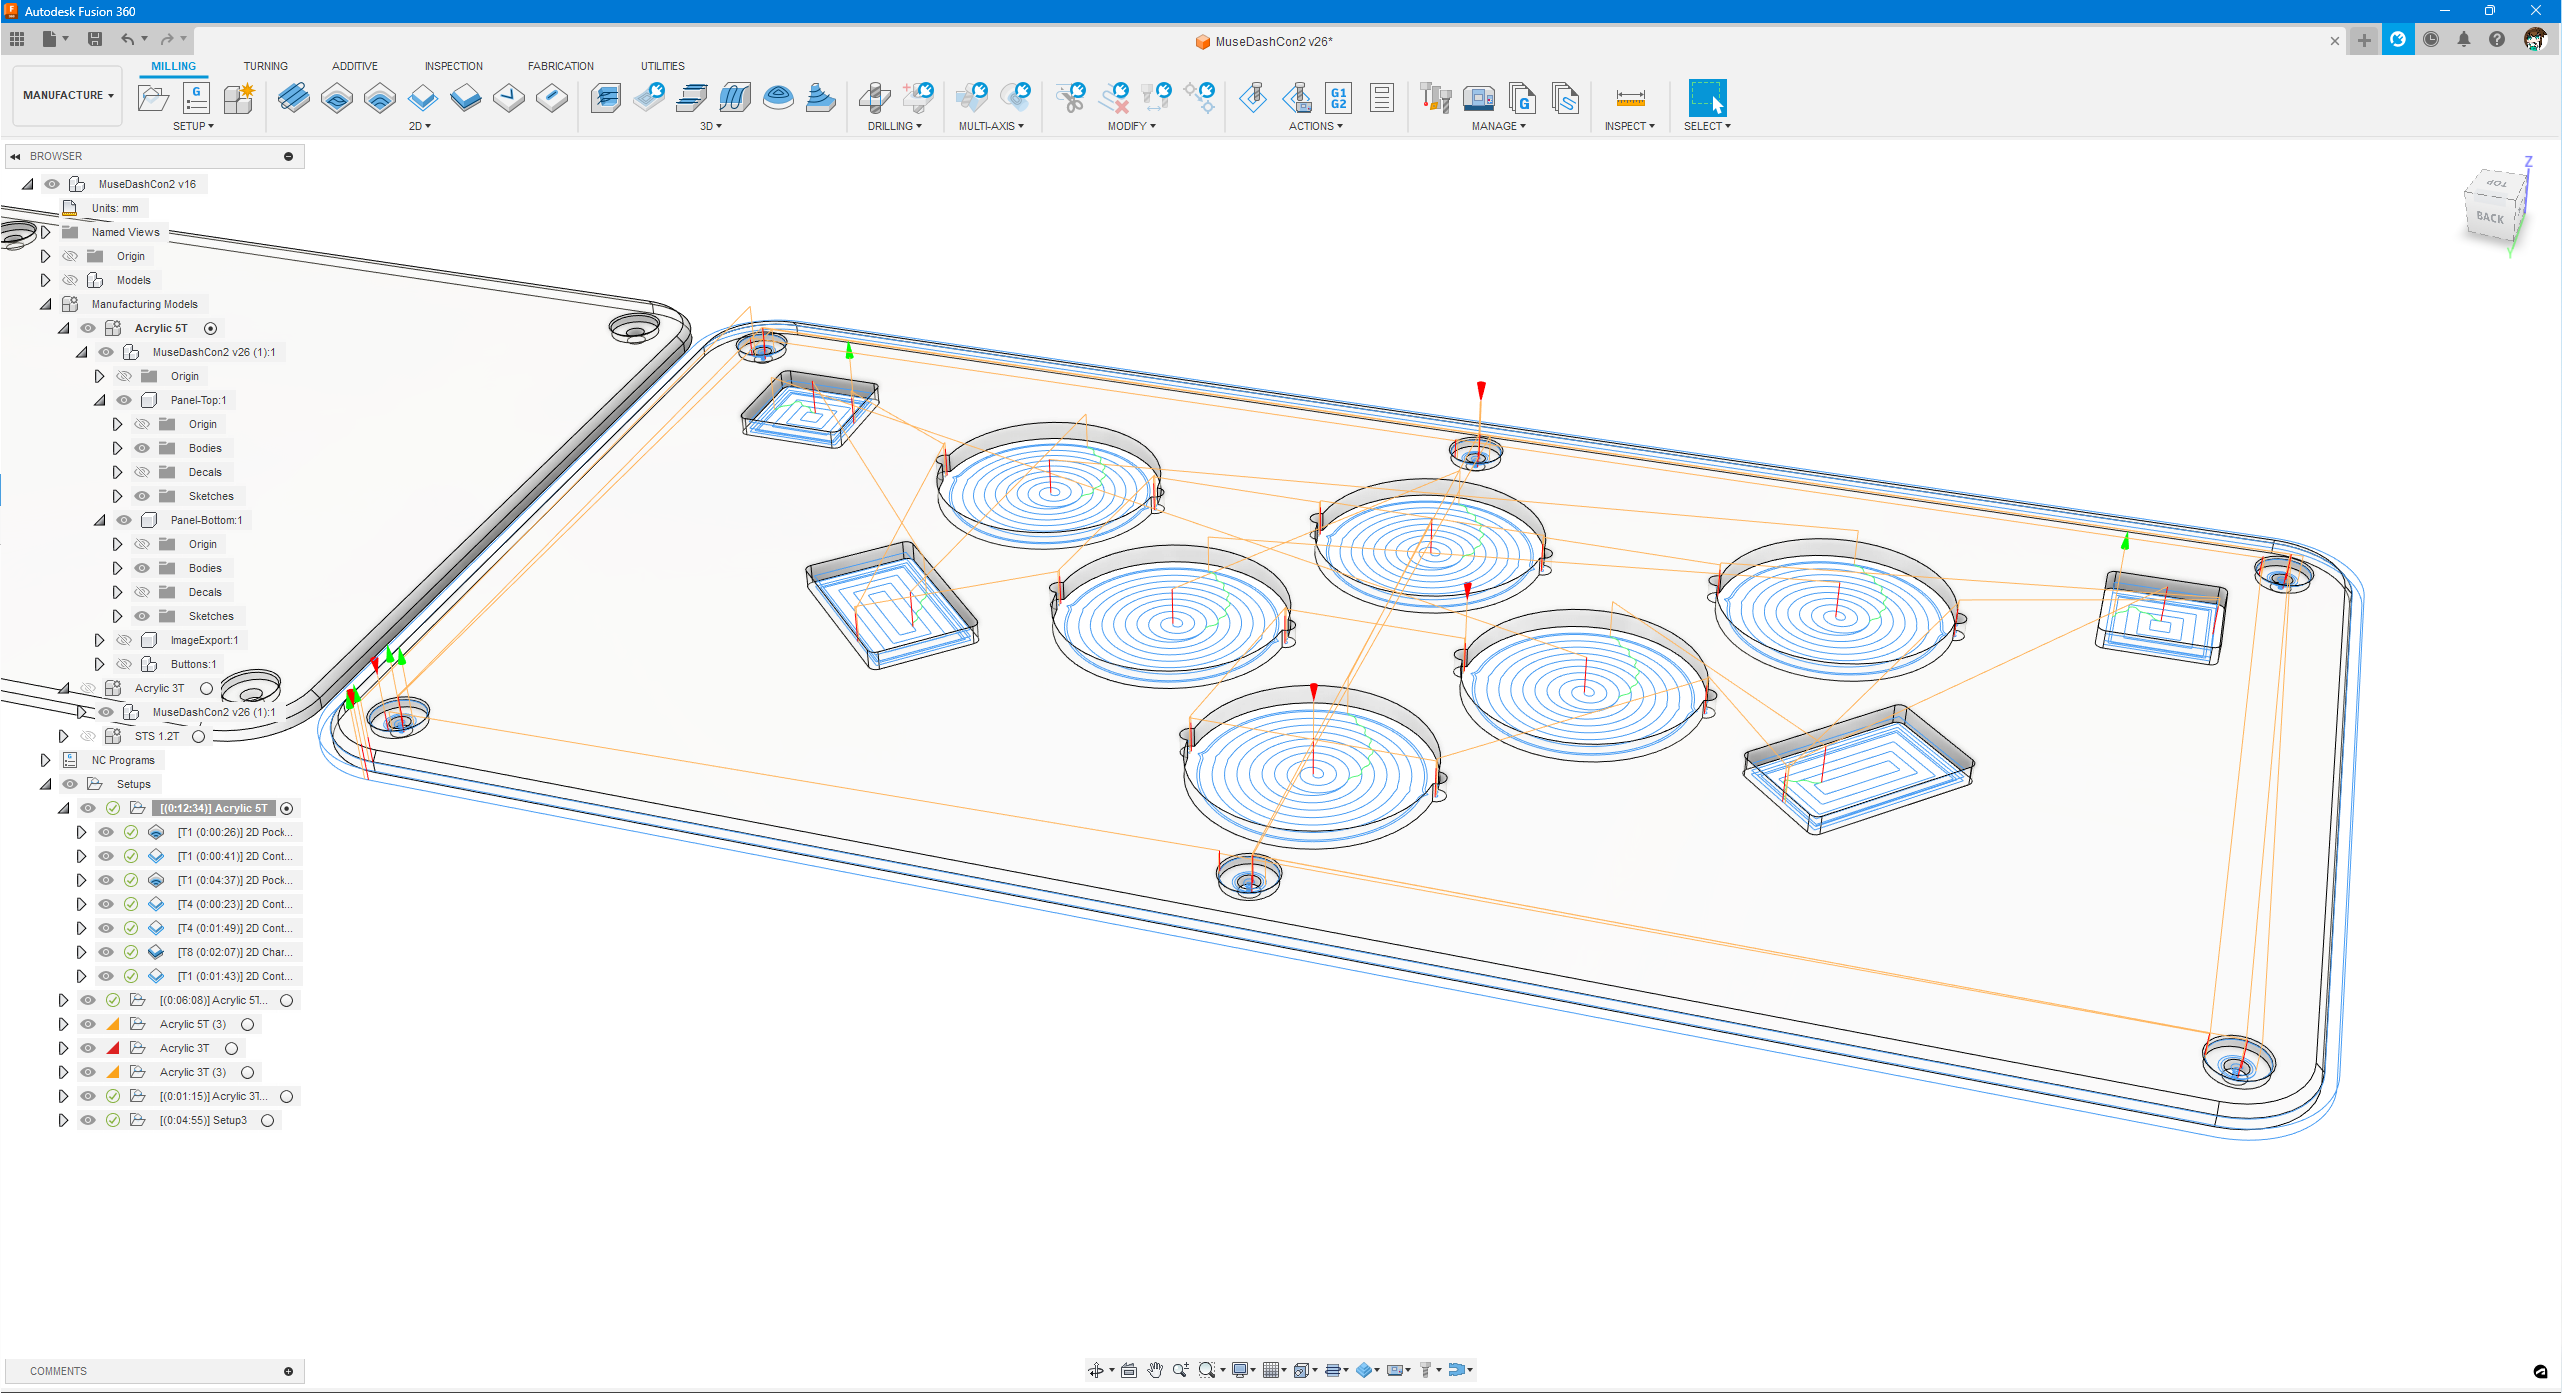 Autodesk Fusion 360
MuseDashCon2 v26*
MANUFACTURE
MILLING TURNING ADDITIVE INSPECTION FABRICATION UTILITIES
G
G1
G2
G
SETUP 2D 3D DRILLING MULTI-AXIS MODIFY ACTIONS MANAGE INSPECT SELECT
BROWSER
MuseDashCon2 v16
Units: mm
Named Views
Origin
Models
Manufacturing Models
Acrylic 5T
MuseDashCon2 v26 (1):1
Origin
Panel-Top:1
Origin
Bodies
Decals
Sketches
Panel-Bottom:1
Origin
Bodies
Decals
Sketches
ImageExport:1
Buttons:1
Acrylic 3T
MuseDashCon2 v26 (1):1
STS 1.2T
NC Programs
Setups
[(0:12:34)] Acrylic 5T
[T1 (0:00:26)] 2D Pock...
[T1 (0:00:41)] 2D Cont...
[T1 (0:04:37)] 2D Pock...
[T4 (0:00:23)] 2D Cont...
[T4 (0:01:49)] 2D Cont...
[T8 (0:02:07)] 2D Char...
[T1 (0:01:43)] 2D Cont...
[(0:06:08)] Acrylic 5T...
Acrylic 5T (3)
Acrylic 3T
Acrylic 3T (3)
[(0:01:15)] Acrylic 3T...
[(0:04:55)] Setup3
Z
TOP
BACK
Y
COMMENTS